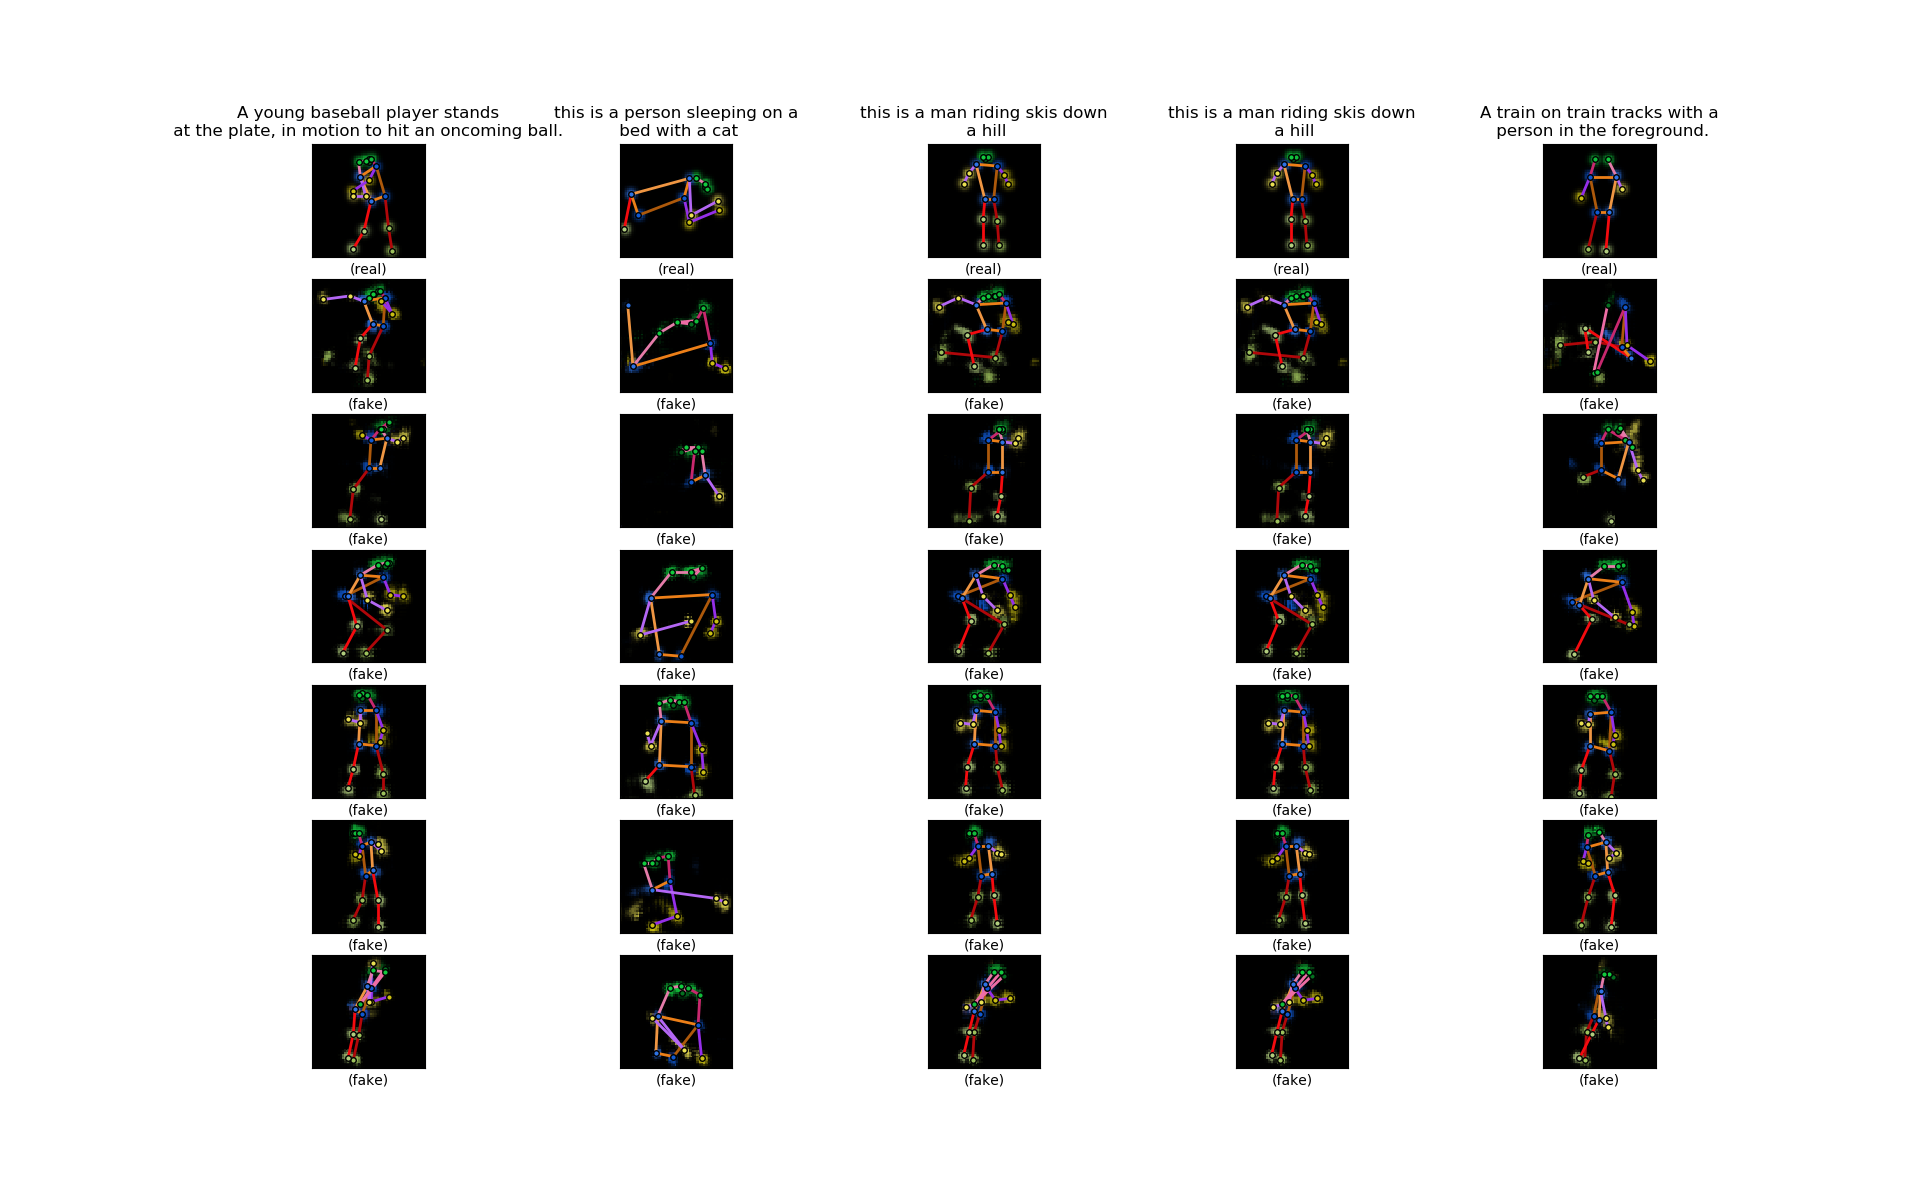 A young baseball player stands
at the plate, in motion to hit an oncoming ball.
this is a person sleeping on a
bed with a cat
this is a man riding skis down
a hill
this is a man riding skis down
a hill
A train on train tracks with a
person in the foreground.
(real) (real) (real) (real) (real)
(fake) (fake) (fake) (fake) (fake)
(fake) (fake) (fake) (fake) (fake)
(fake) (fake) (fake) (fake) (fake)
(fake) (fake) (fake) (fake) (fake)
(fake) (fake) (fake) (fake) (fake)
(fake) (fake) (fake) (fake) (fake)